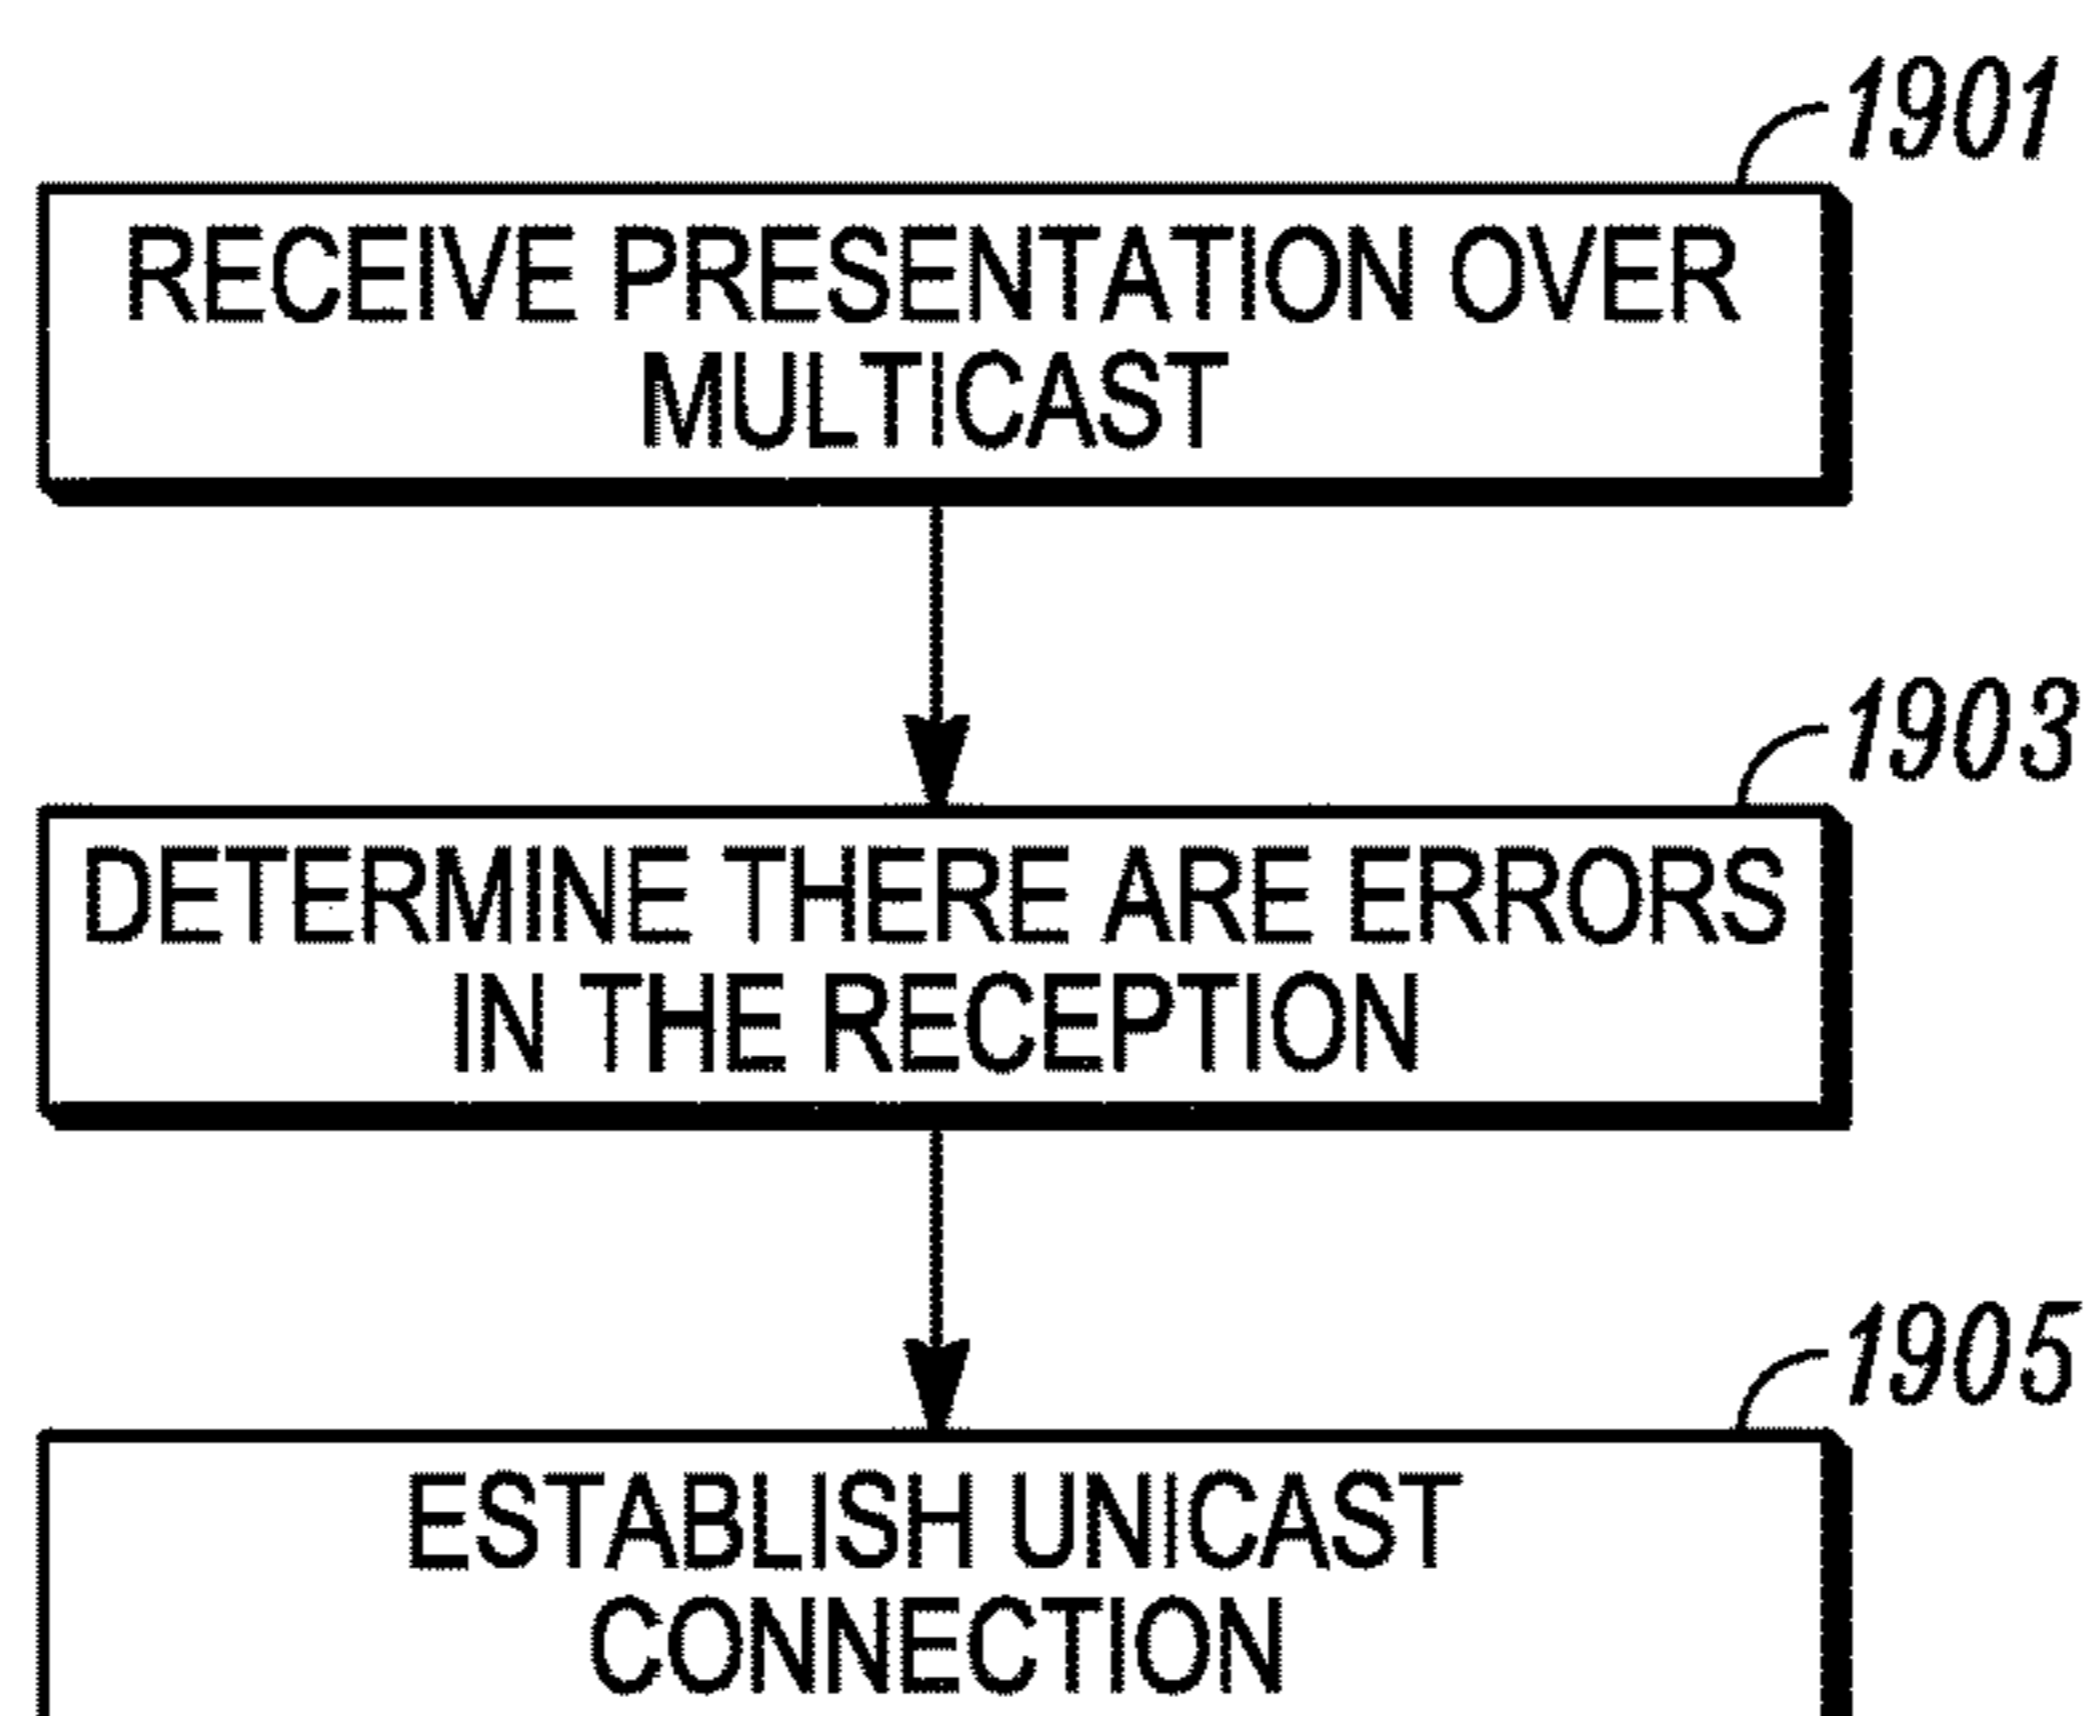 1901
RECEIVE PRESENTATION OVER
MULTICAST
1903
DETERMINE THERE ARE ERRORS
IN THE RECEPTION
1905
ESTABLISH UNICAST
CONNECTION